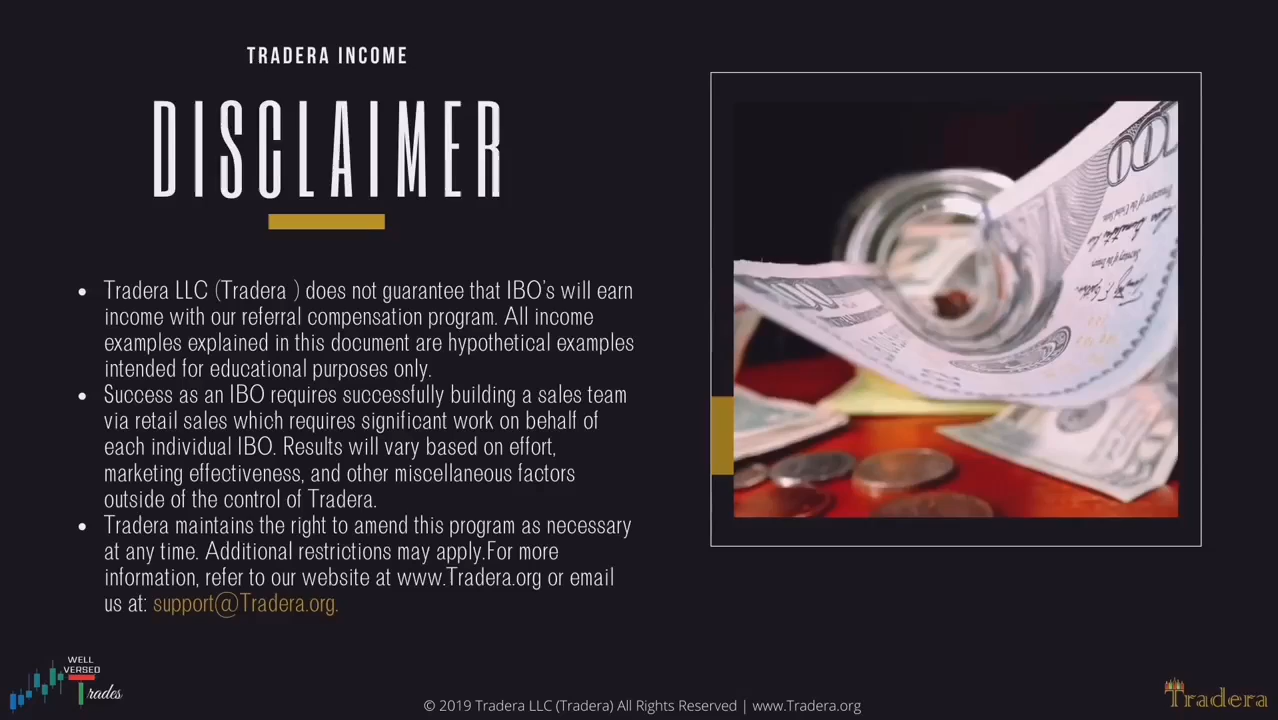 TRADERA INCOME
DISCLAIMER
• Tradera LLC (Tradera ) does not guarantee that IBO's will earn
income with our referral compensation program. All income
examples explained in this document are hypothetical examples
intended for educational purposes only.
• Success as an IBO requires successfully building a sales team
via retail sales which requires significant work on behalf of
each individual IBO. Results will vary based on effort,
marketing effectiveness, and other miscellaneous factors
outside of the control of Tradera.
• Tradera maintains the right to amend this program as necessary
at any time. Additional restrictions may apply.For more
information, refer to our website at www.Tradera.org or email
us at: support@Tradera.org.
100
WELL
VERSED
Trades
© 2019 Tradera LLC (Tradera) All Rights Reserved | www.Tradera.org
Tradera